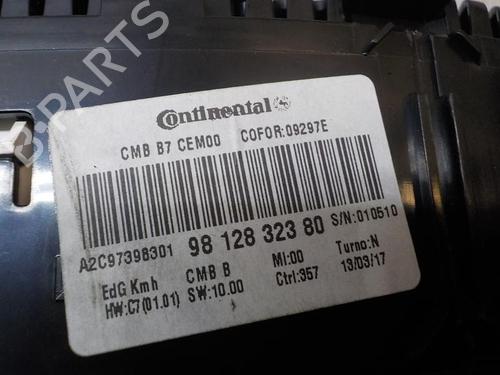 B-PARTS
Continental
CMB B7 CEM00 COFOR:09297E
A2C97398301 98 128 323 80 S/N:010510
EdG Kmh CMB B MI:00 Turno:N
HW:C7(01.01) SW:10.00 Ctrl:357 13/03/17